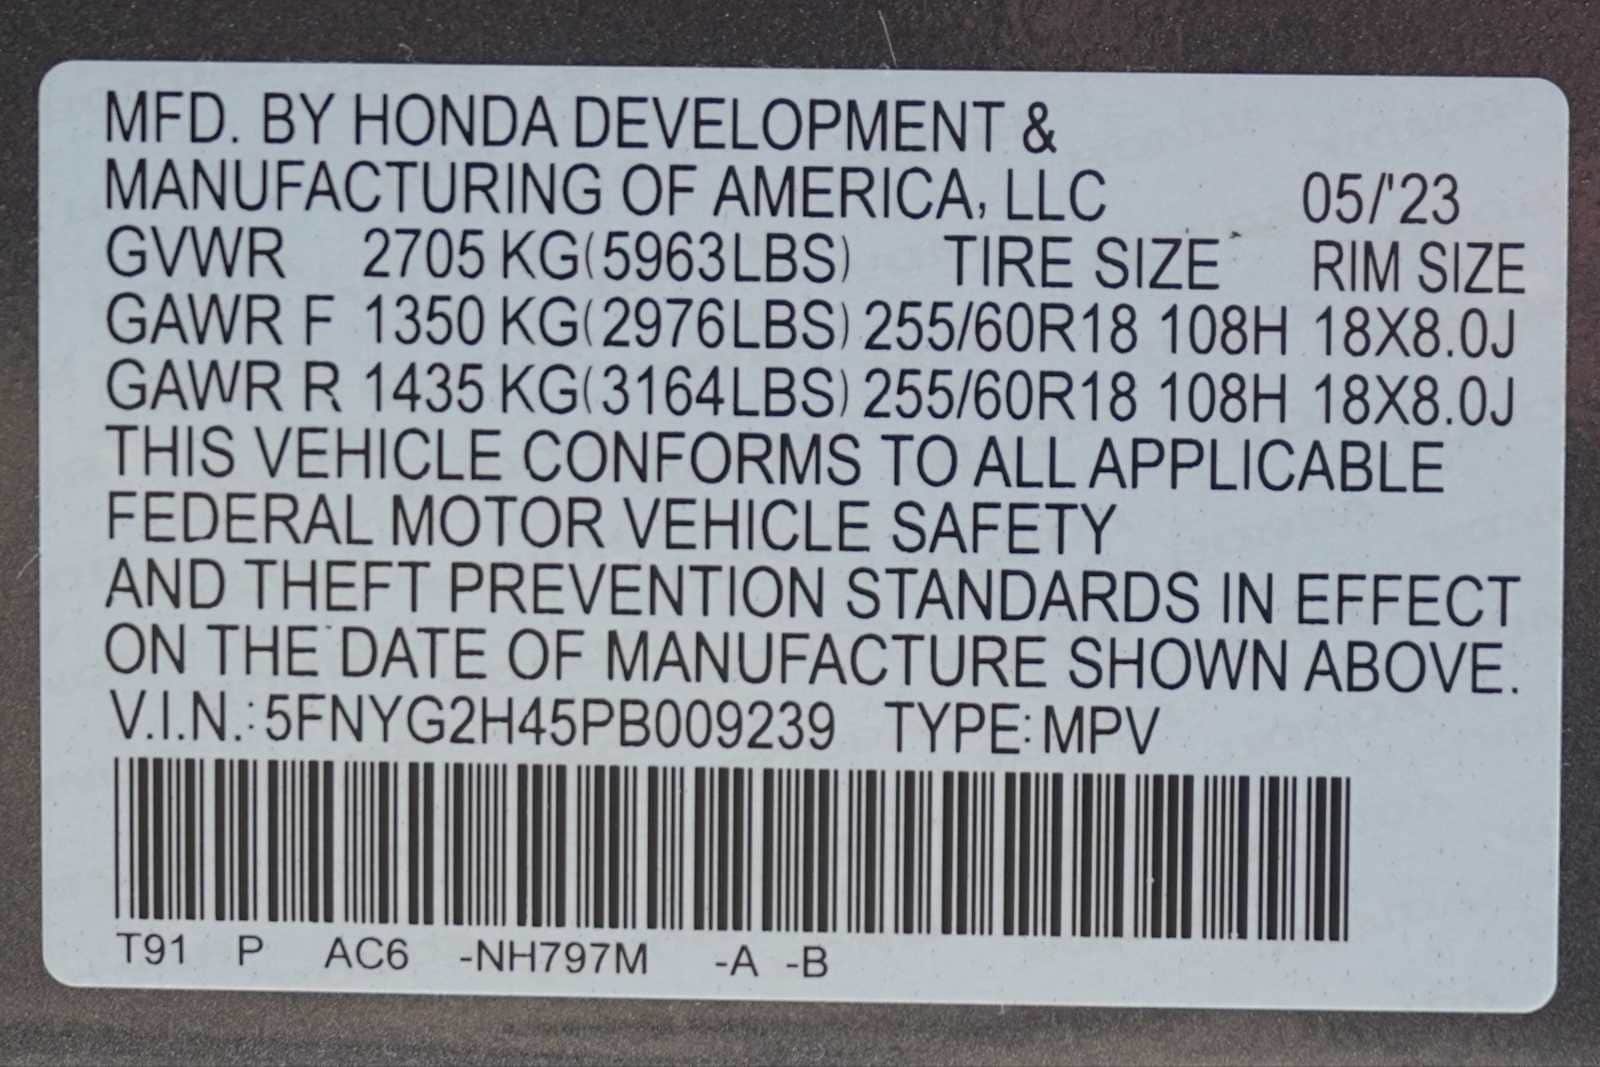 MFD. BY HONDA DEVELOPMENT &
MANUFACTURING OF AMERICA, LLC 05/'23
GVWR 2705 KG(5963LBS) TIRE SIZE RIM SIZE
GAWR F 1350 KG(2976LBS) 255/60R18 108H 18X8.0J
GAWR R 1435 KG(3164LBS) 255/60R18 108H 18X8.0J
THIS VEHICLE CONFORMS TO ALL APPLICABLE
FEDERAL MOTOR VEHICLE SAFETY
AND THEFT PREVENTION STANDARDS IN EFFECT
ON THE DATE OF MANUFACTURE SHOWN ABOVE.
V.I.N.: 5FNYG2H45PB009239 TYPE: MPV
T91 P AC6 -NH797M -A -B